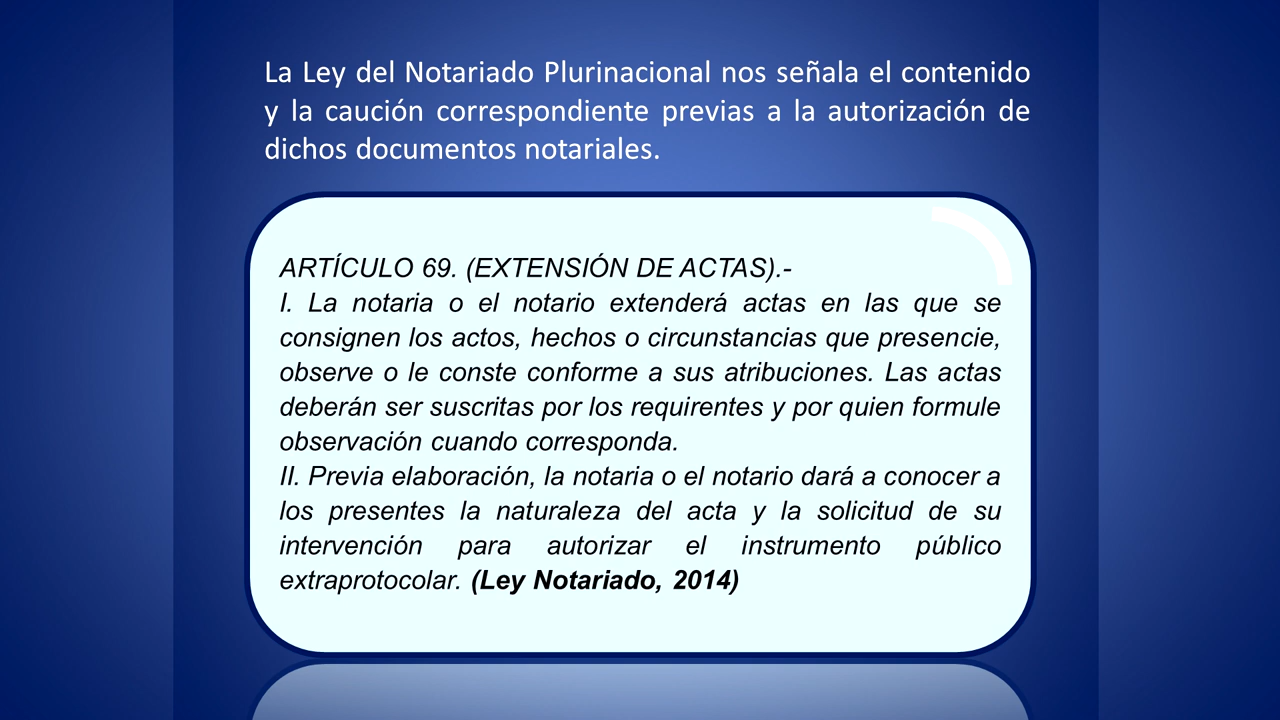 La Ley del Notariado Plurinacional nos señala el contenido
y la caución correspondiente previas a la autorización de
dichos documentos notariales.
ARTÍCULO 69. (EXTENSIÓN DE ACTAS).-
I. La notaria o el notario extenderá actas en las que se
consignen los actos, hechos o circunstancias que presencie,
observe o le conste conforme a sus atribuciones. Las actas
deberán ser suscritas por los requirentes y por quien formule
observación cuando corresponda.
II. Previa elaboración, la notaria o el notario dará a conocer a
los presentes la naturaleza del acta y la solicitud de su
intervención para autorizar el instrumento público
extraprotocolar. (Ley Notariado, 2014)